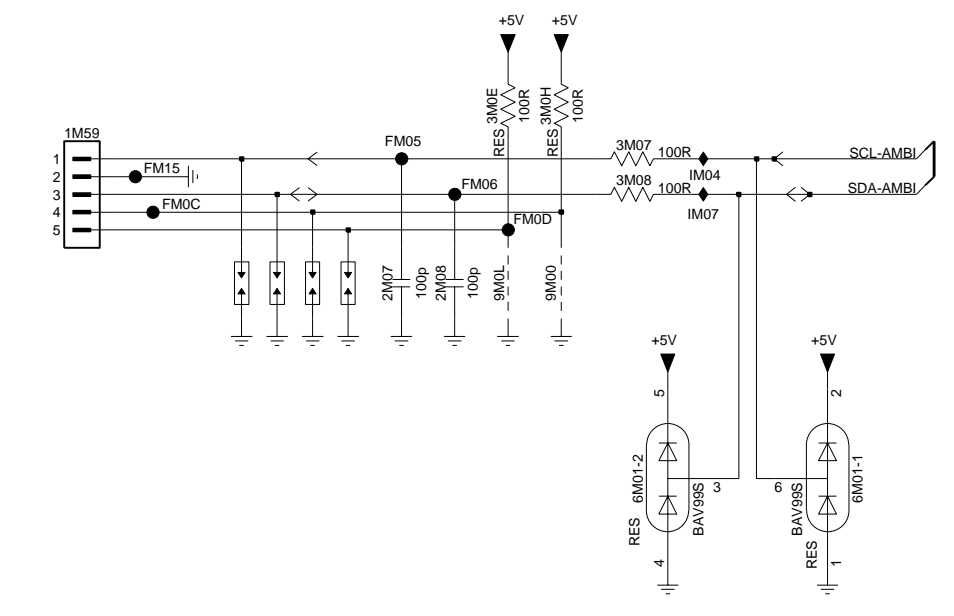 +5V
+5V
3M0E
100R
RES
3M0H
100R
RES
1M59
1
2
3
4
5
FM15
FM0C
FM05
FM06
FM0D
3M07
100R
IM04
3M08
100R
IM07
SCL-AMBI
SDA-AMBI
2M07
100p
2M08
100p
9M0L
9M00
+5V
+5V
5
2
6M01-2
3
BAV99S
RES
4
6
BAV99S
6M01-1
RES
1